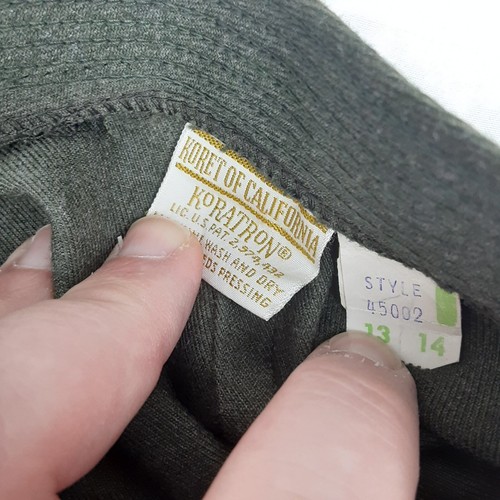 KORET OF CALIFORNIA
KORATRON®
LIC. U.S. PAT. 2,974,432
WASH AND DRY
PRESSING
STYLE
45002
13 14